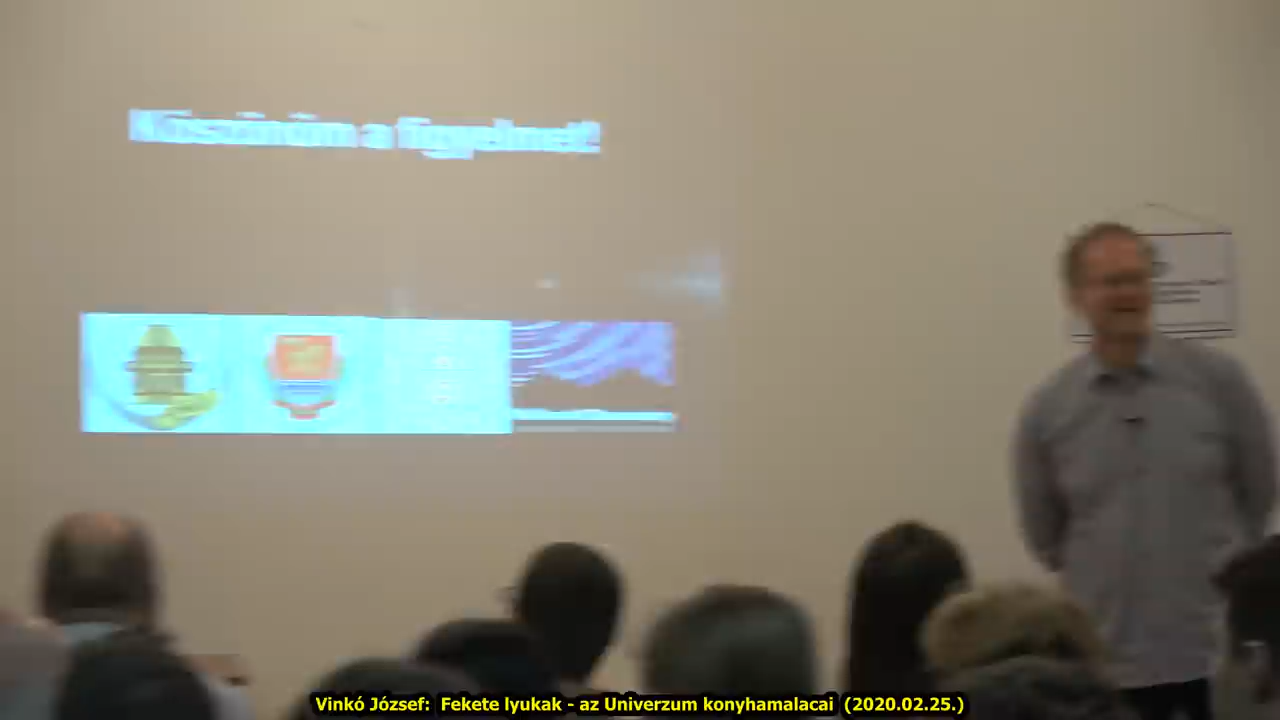 Köszönöm a figyelmet!
Vinkó József: Fekete lyukak - az Univerzum konyhamalacai (2020.02.25.)